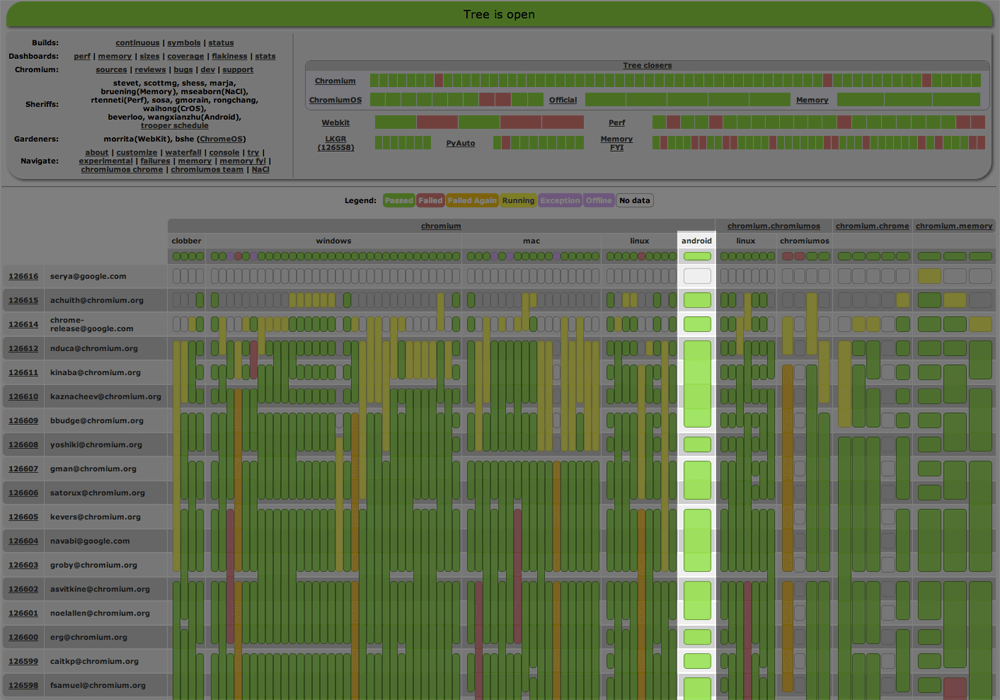 Tree is open
Builds: continuous | symbols | status
Dashboards: perf | memory | sizes | coverage | flakiness | stats
Chromium: sources | reviews | bugs | dev | support
Sheriffs: stevet, scottmg, shess, marja,
bruening(Memory), mseaborn(NaCl),
rtenneti(Perf), sosa, gmorain, rongchang,
waihong(CrOS),
beverloo, wangxianzhu(Android),
trooper schedule
Gardeners: morrita(WebKit), bshe (ChromeOS)
Navigate: about | customize | waterfall | console | try |
experimental | failures | memory | memory fyi |
chromiumos chrome | chromiumos team | NaCl
Tree closers
Chromium
ChromiumOS Official Memory
Webkit Perf
LKGR
(126558) PyAuto Memory
FYI
Legend: Passed Failed Failed Again Running Exception Offline No data
chromium chromium.chromiumos chromium.chrome chromium.memory
clobber windows mac linux android linux chromiumos
126616 serya@google.com
126615 achuith@chromium.org
126614 chrome-
release@google.com
126612 nduca@chromium.org
126611 kinaba@chromium.org
126610 kaznacheev@chromium.org
126609 bbudge@chromium.org
126608 yoshiki@chromium.org
126607 gman@chromium.org
126606 satorux@chromium.org
126605 kevers@chromium.org
126604 navabi@google.com
126603 groby@chromium.org
126602 asvitkine@chromium.org
126601 noelallen@chromium.org
126600 erg@chromium.org
126599 caitkp@chromium.org
126598 fsamuel@chromium.org